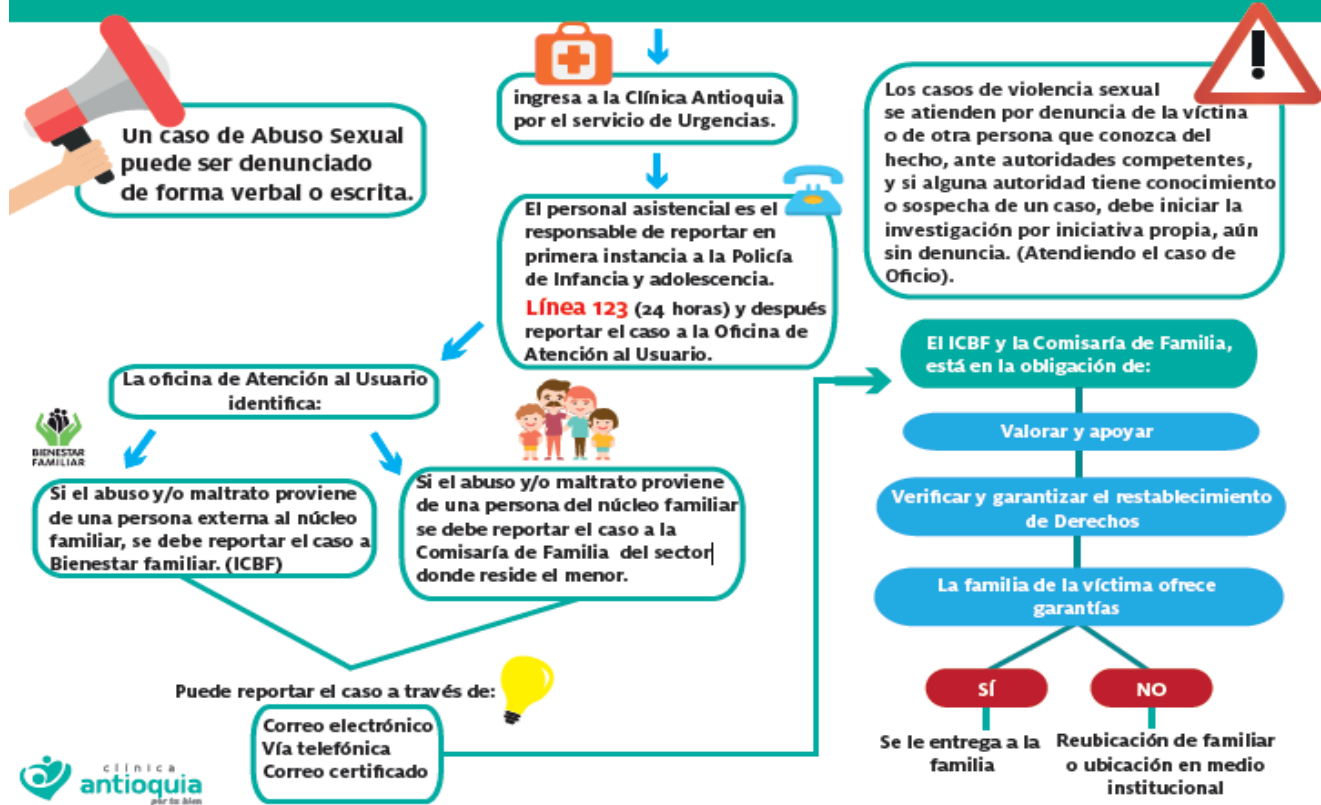 Un caso de Abuso Sexual
puede ser denunciado
de forma verbal o escrita.
ingresa a la Clínica Antioquia
por el servicio de Urgencias.
Los casos de violencia sexual
se atienden por denuncia de la víctina
o de otra persona que conozca del
hecho, ante autoridades competentes,
y si alguna autoridad tiene conocimiento
o sospecha de un caso, debe iniciar la
investigación por iniciativa propia, aún
sin denuncia. (Atendiendo el caso de
Oficio).
El personal asistencial es el
responsable de reportar en
primera instancia a la Policía
de Infancia y adolescencia.
Línea 123 (24 horas) y después
reportar el caso a la Oficina de
Atención al Usuario.
La oficina de Atención al Usuario
identifica:
BIENESTAR
FAMILIAR
Si el abuso y/o maltrato proviene
de una persona externa al núcleo
familiar, se debe reportar el caso a
Bienestar familiar. (ICBF)
Si el abuso y/o maltrato proviene
de una persona del núcleo familiar
se debe reportar el caso a la
Comisaría de Familia del sector
donde reside el menor.
Puede reportar el caso a través de:
Correo electrónico
Vía telefónica
Correo certificado
El ICBF y la Comisaría de Familia,
está en la obligación de:
Valorar y apoyar
Verificar y garantizar el restablecimiento
de Derechos
La familia de la víctima ofrece
garantías
SÍ
NO
Se le entrega a la
familia
Reubicación de familiar
o ubicación en medio
institucional
clínica
antioquia
por tu bien